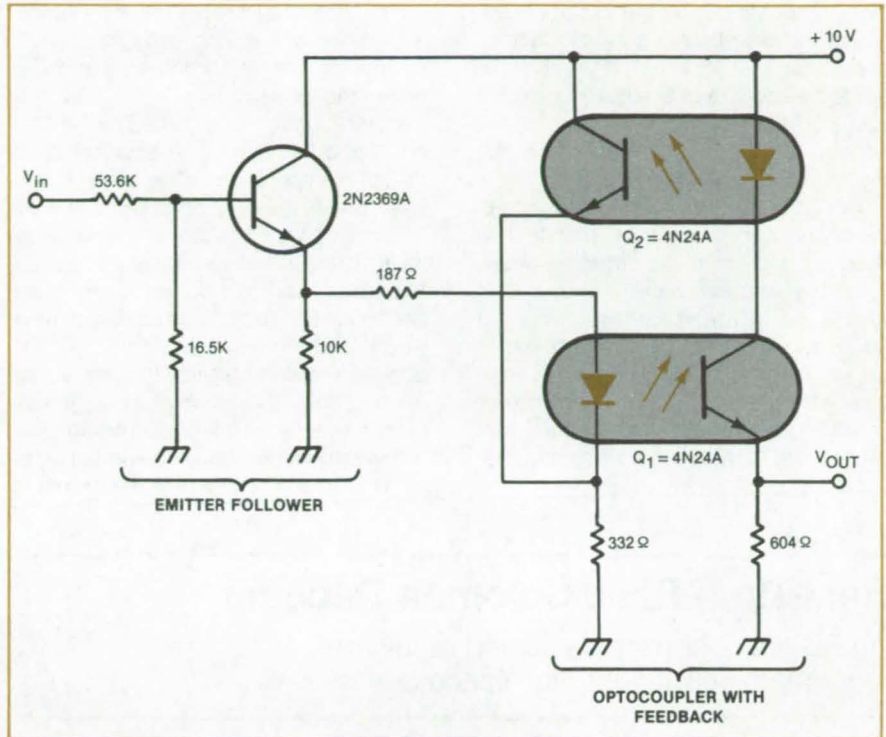 + 10 V
Vin
53.6K
2N2369A
Q2 = 4N24A
187 Ω
16.5K
10K
Q1 = 4N24A
VOUT
EMITTER FOLLOWER
332 Ω
604 Ω
OPTOCOUPLER WITH
FEEDBACK